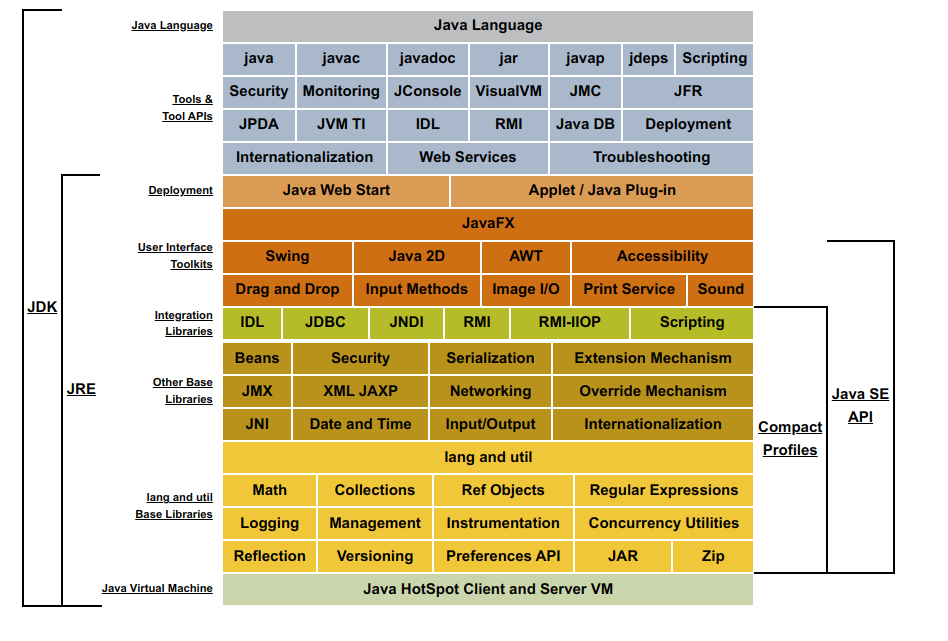 Java Language Java Language
java javac javadoc jar javap jdeps Scripting
Tools &
Tool APIs
Security Monitoring JConsole VisualVM JMC JFR
JPDA JVM TI IDL RMI Java DB Deployment
Internationalization Web Services Troubleshooting
Deployment Java Web Start Applet / Java Plug-in
JavaFX
User Interface
Toolkits
Swing Java 2D AWT Accessibility
Drag and Drop Input Methods Image I/O Print Service Sound
Integration
Libraries
IDL JDBC JNDI RMI RMI-IIOP Scripting
Other Base
Libraries
Beans Security Serialization Extension Mechanism
JMX XML JAXP Networking Override Mechanism
JNI Date and Time Input/Output Internationalization
lang and util
Base Libraries
lang and util
Math Collections Ref Objects Regular Expressions
Logging Management Instrumentation Concurrency Utilities
Reflection Versioning Preferences API JAR Zip
Java Virtual Machine Java HotSpot Client and Server VM
JDK
JRE
Compact
Profiles
Java SE
API